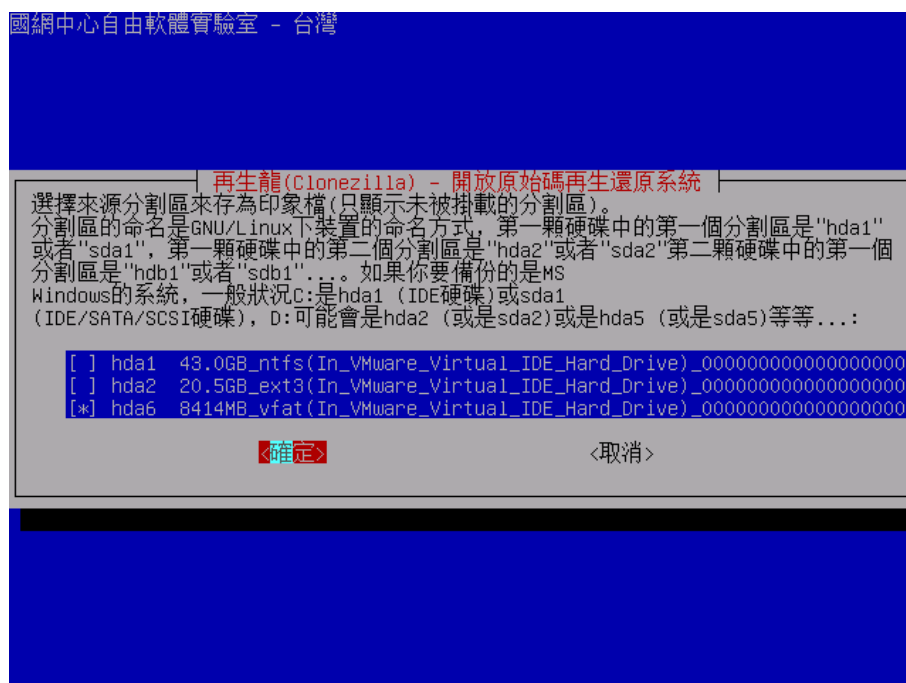 國網中心自由軟體實驗室 - 台灣
再生龍(Clonezilla) - 開放原始碼再生還原系統
選擇來源分割區來存為印象檔(只顯示未被掛載的分割區)。
分割區的命名是GNU/Linux下裝置的命名方式, 第一顆硬碟中的第一個分割區是"hda1"
或者"sda1", 第一顆硬碟中的第二個分割區是"hda2"或者"sda2"第二顆硬碟中的第一個
分割區是"hdb1"或者"sdb1"...。如果你要備份的是MS
Windows的系統, 一般狀況C:是hda1 (IDE硬碟)或sda1
(IDE/SATA/SCSI硬碟), D:可能會是hda2 (或是sda2)或是hda5 (或是sda5)等等...:
[ ] hda1 43.0GB_ntfs(In_VMware_Virtual_IDE_Hard_Drive)_000000000000000000
[ ] hda2 20.5GB_ext3(In_VMware_Virtual_IDE_Hard_Drive)_000000000000000000
[*] hda6 8414MB_vfat(In_VMware_Virtual_IDE_Hard_Drive)_000000000000000000
<確定> <取消>